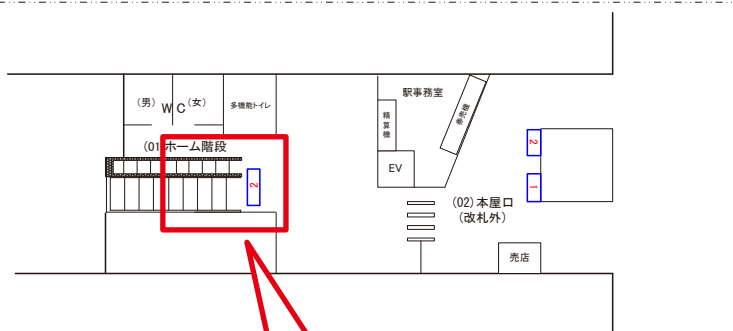 (男) WC (女)
多機能トイレ
(01)ホーム階段
2
駅事務室
精算機
券売機
EV
2
1
(02)本屋口
(改札外)
売店